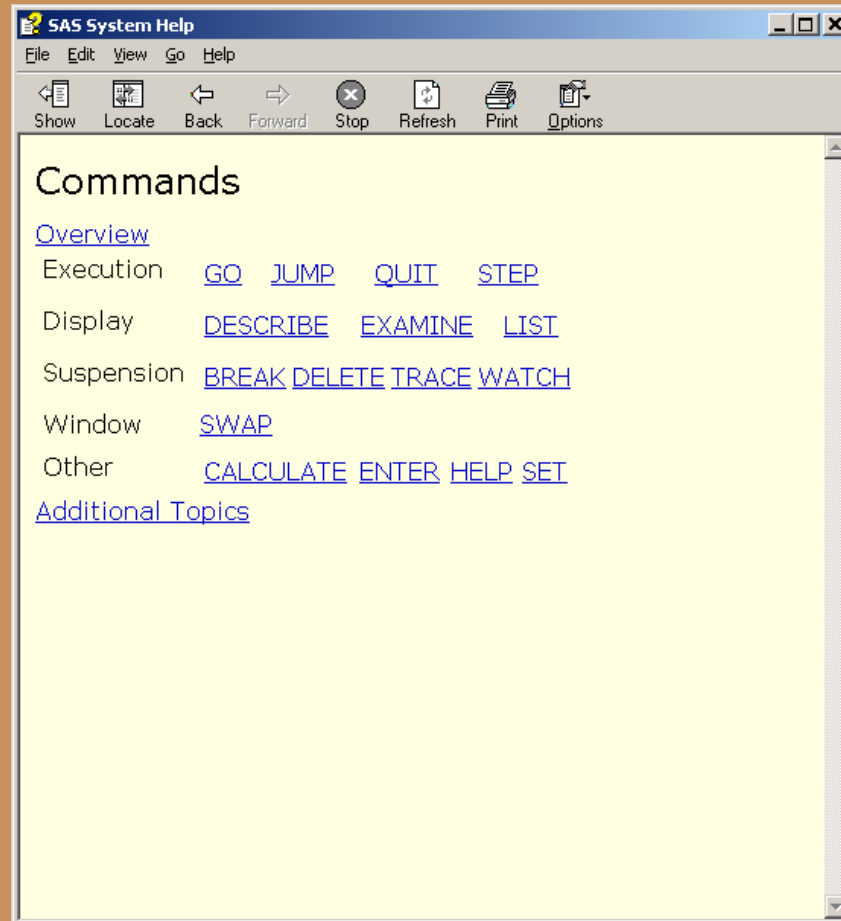 SAS System Help
File Edit View Go Help
Show Locate Back Forward Stop Refresh Print Options
Commands
Overview
Execution GO JUMP QUIT STEP
Display DESCRIBE EXAMINE LIST
Suspension BREAK DELETE TRACE WATCH
Window SWAP
Other CALCULATE ENTER HELP SET
Additional Topics